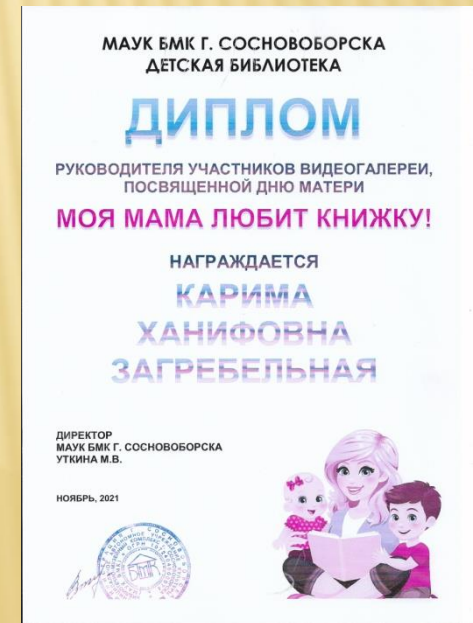 МАУК БМК Г. СОСНОВОБОРСКА
ДЕТСКАЯ БИБЛИОТЕКА
ДИПЛОМ
РУКОВОДИТЕЛЯ УЧАСТНИКОВ ВИДЕОГАЛЕРЕИ,
ПОСВЯЩЕННОЙ ДНЮ МАТЕРИ
МОЯ МАМА ЛЮБИТ КНИЖКУ!
НАГРАЖДАЕТСЯ
КАРИМА
ХАНИФОВНА
ЗАГРЕБЕЛЬНАЯ
ДИРЕКТОР
МАУК БМК Г. СОСНОВОБОРСКА
УТКИНА М.В.
НОЯБРЬ, 2021
БМК